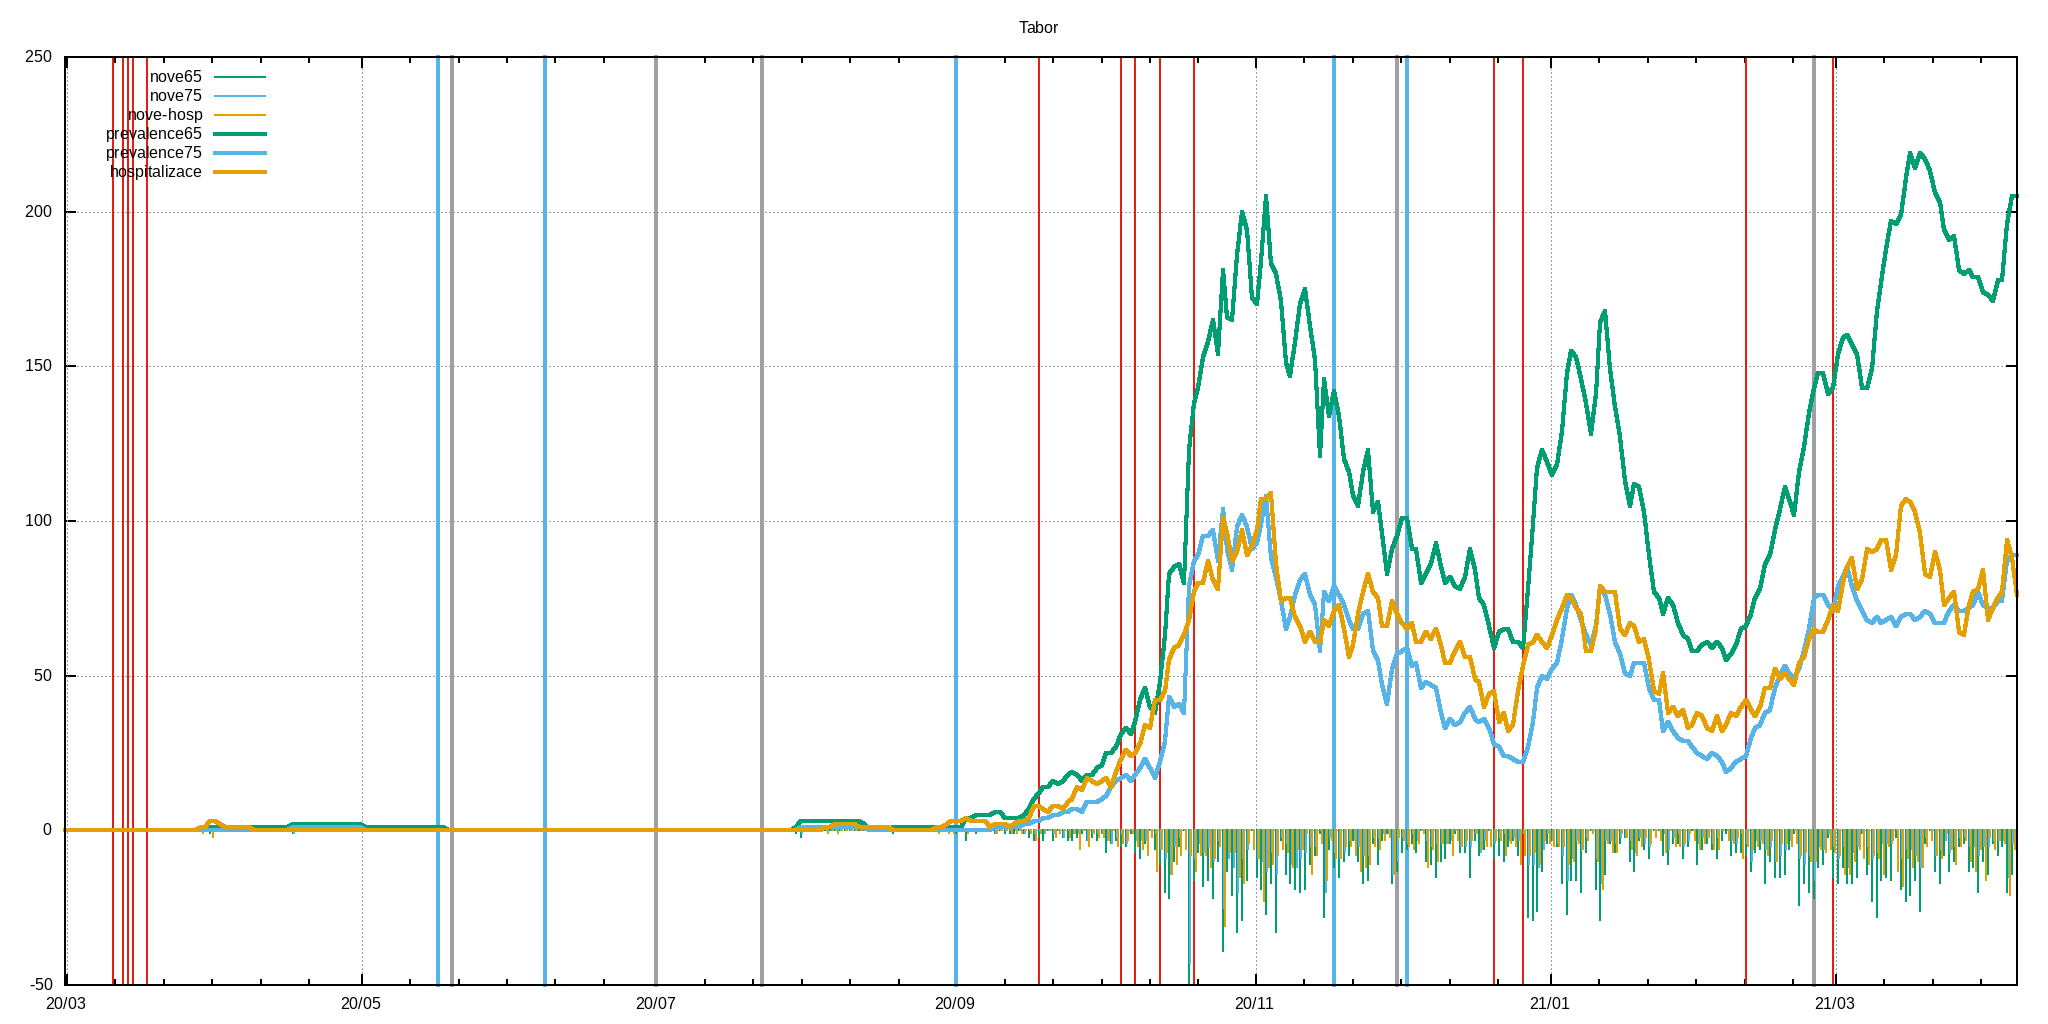 Tabor
250
nove65
nove75
nove-hosp
prevalence65
prevalence75
hospitalizace
200
150
100
50
0
-50
20/03 20/05 20/07 20/09 20/11 21/01 21/03